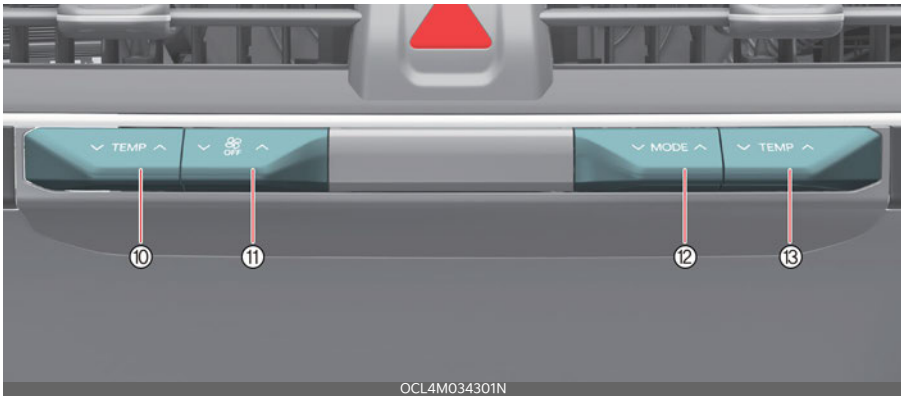 TEMP
OFF
MODE
TEMP
⑩
⑪
⑫
⑬
OCL4M034301N